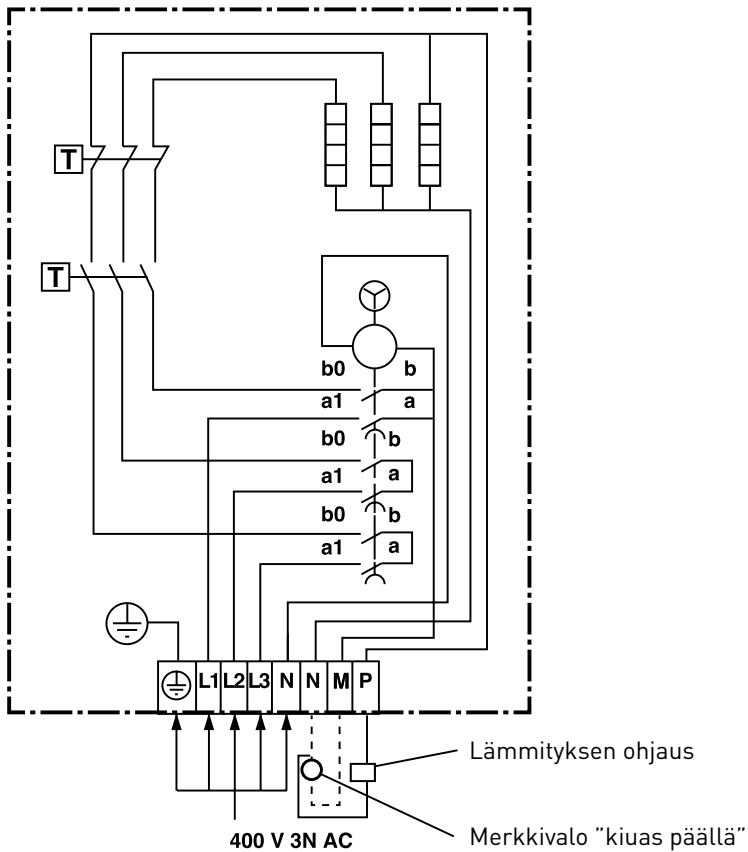 T
T
b0 b
a1 a
b0 b
a1 a
b0 b
a1 a
L1 L2 L3 N N M P
Lämmityksen ohjaus
400 V 3N AC
Merkkivalo ”kiuas päällä”